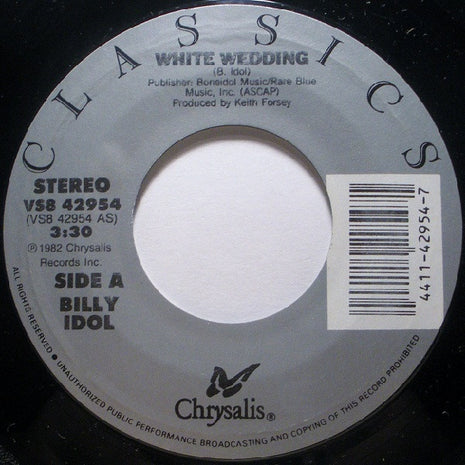 CLASSICS
WHITE WEDDING
(B. Idol)
Publisher: Boneidol Music/Rare Blue
Music, Inc. (ASCAP)
Produced by Keith Forsey
STEREO
VS8 42954
(VS8 42954 AS)
3:30
℗ 1982 Chrysalis
Records Inc.
SIDE A
BILLY
IDOL
4411-42954-7
Chrysalis®
ALL RIGHTS RESERVED ● UNAUTHORIZED PUBLIC PERFORMANCE BROADCASTING AND COPYING OF THIS RECORD PROHIBITED